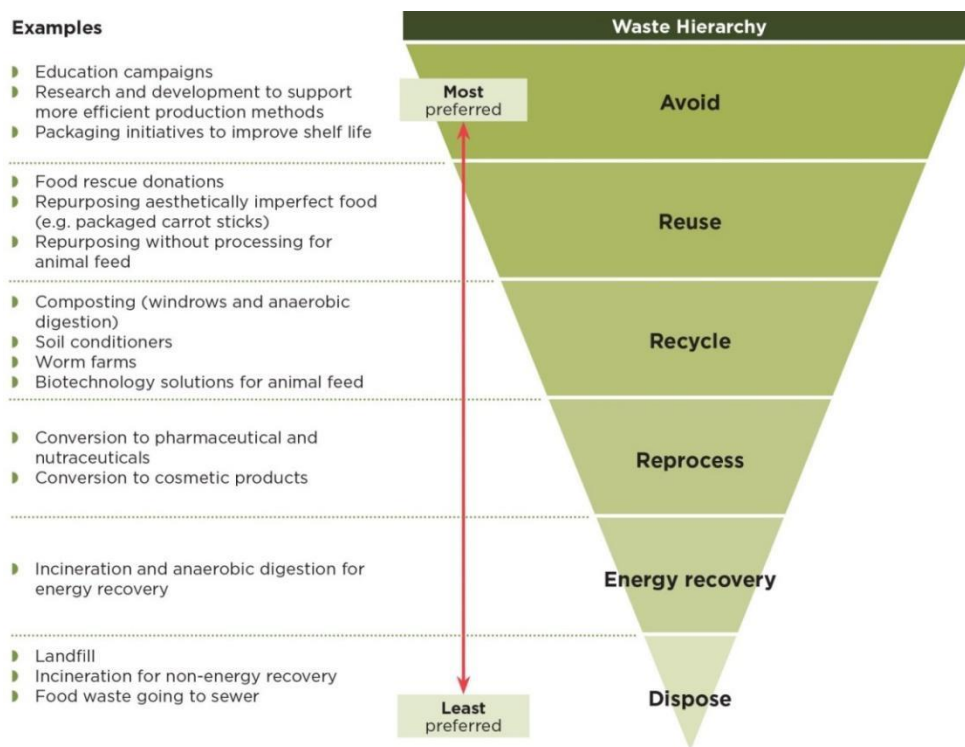 Examples
Waste Hierarchy
Education campaigns
Research and development to support
more efficient production methods
Packaging initiatives to improve shelf life
Most
preferred
Avoid
Food rescue donations
Repurposing aesthetically imperfect food
(e.g. packaged carrot sticks)
Repurposing without processing for
animal feed
Reuse
Composting (windrows and anaerobic
digestion)
Soil conditioners
Worm farms
Biotechnology solutions for animal feed
Recycle
Conversion to pharmaceutical and
nutraceuticals
Conversion to cosmetic products
Reprocess
Incineration and anaerobic digestion for
energy recovery
Energy recovery
Landfill
Incineration for non-energy recovery
Food waste going to sewer
Least
preferred
Dispose